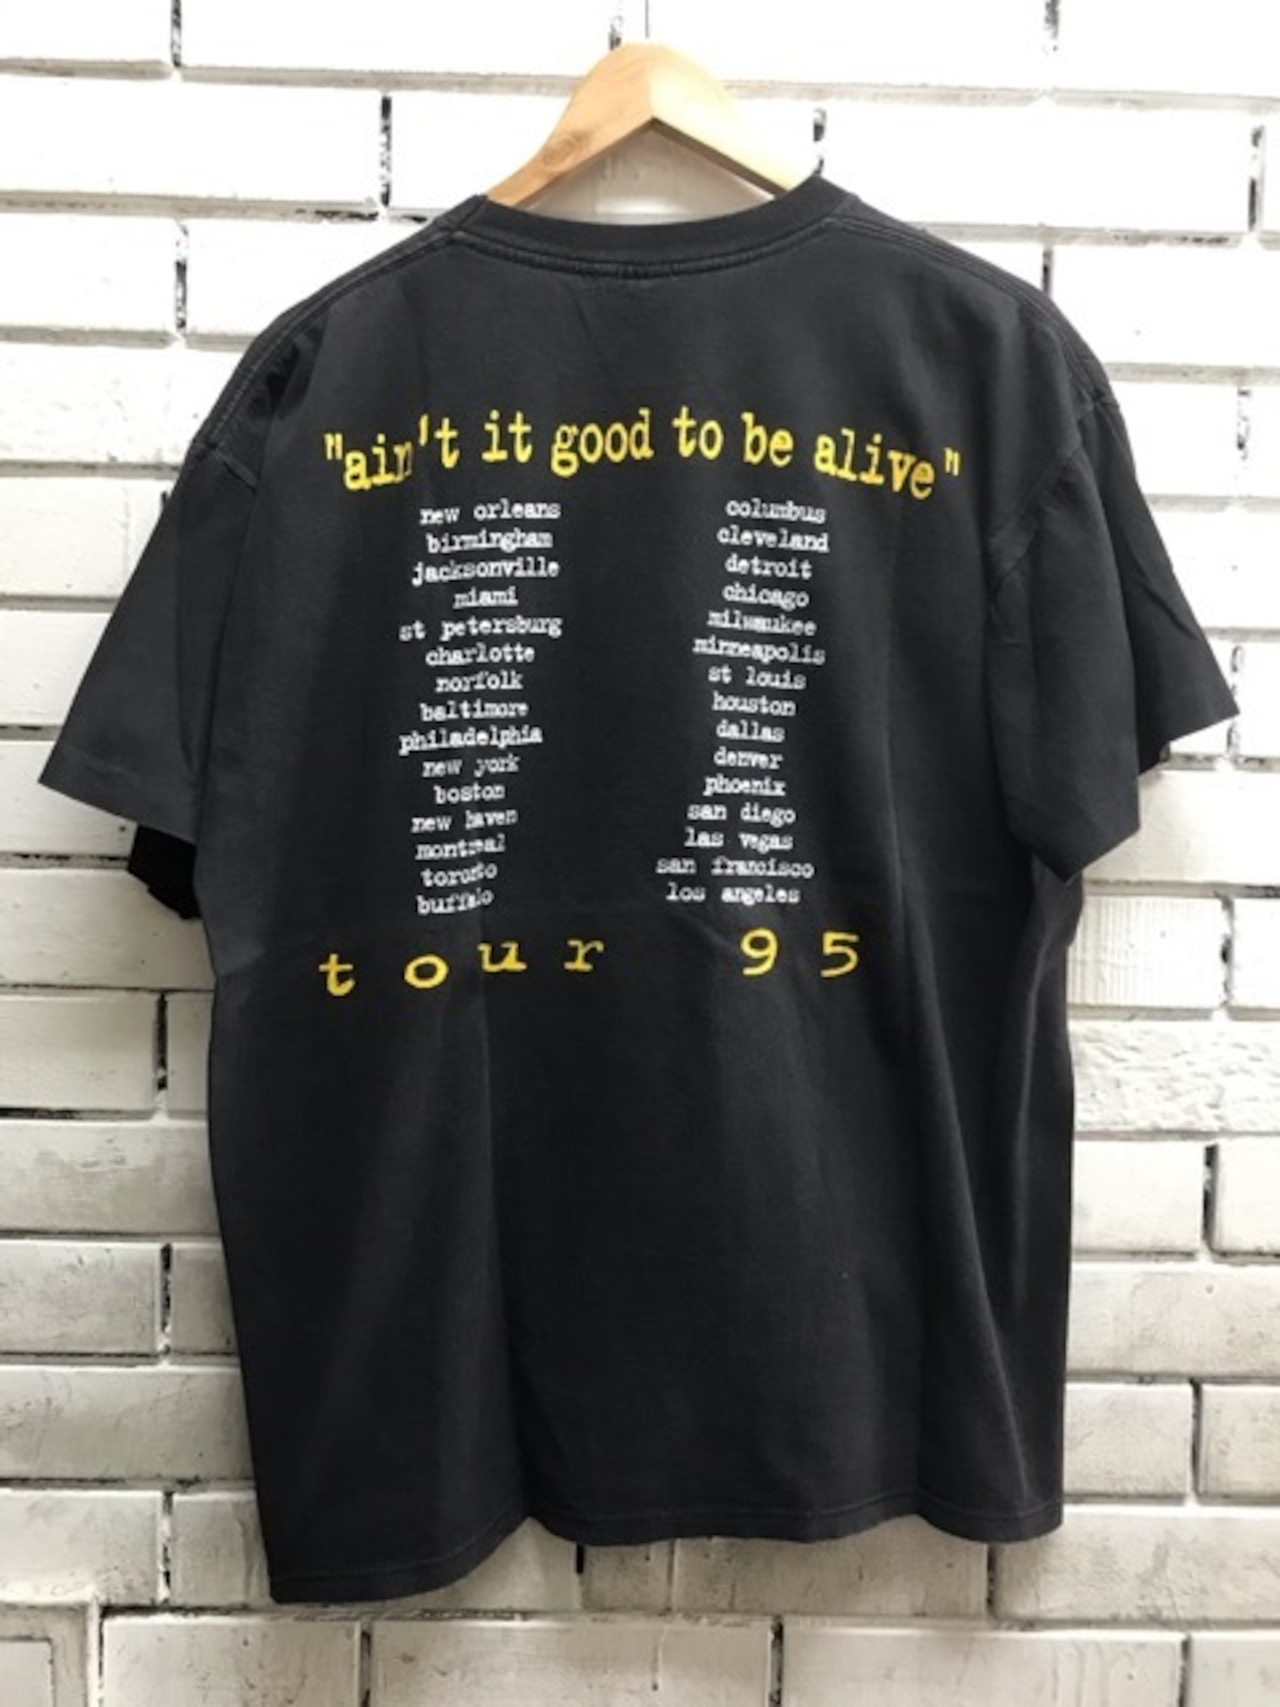 "ain't it good to be alive"
new orleans
birmingham
jacksonville
miami
st petersburg
charlotte
norfolk
baltimore
philadelphia
new york
boston
new haven
montreal
toronto
buffalo
columbus
cleveland
detroit
chicago
milwaukee
minneapolis
st louis
houston
dallas
denver
phoenix
san diego
las vegas
san francisco
los angeles
tour 95